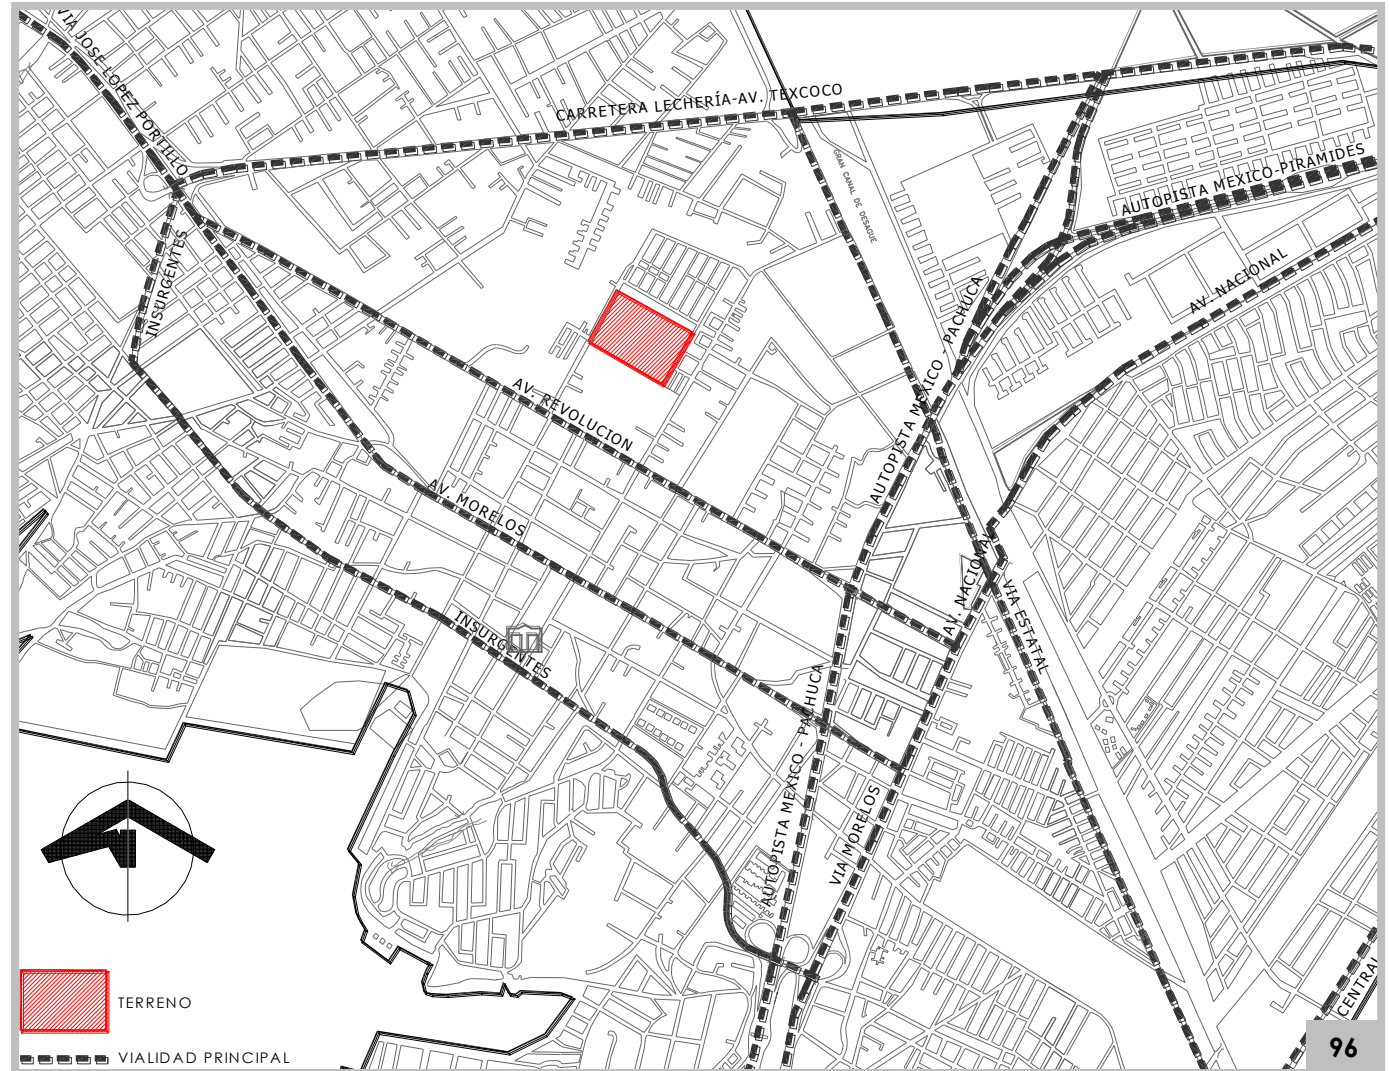 VIA JOSE LOPEZ PORTILLO
CARRETERA LECHERÍA-AV. TEXCOCO
GRAN CANAL DE DESAGUE
AUTOPISTA MEXICO-PIRAMIDES
INSURGENTES
AV. NACIONAL
AUTOPISTA MEXICO - PACHUCA
AV. REVOLUCION
AV. MORELOS
AV. NACIONAL
VIA ESTATAL
INSURGENTES
AUTOPISTA MEXICO - PACHUCA
VIA MORELOS
CENTRAL
TERRENO
VIALIDAD PRINCIPAL
96